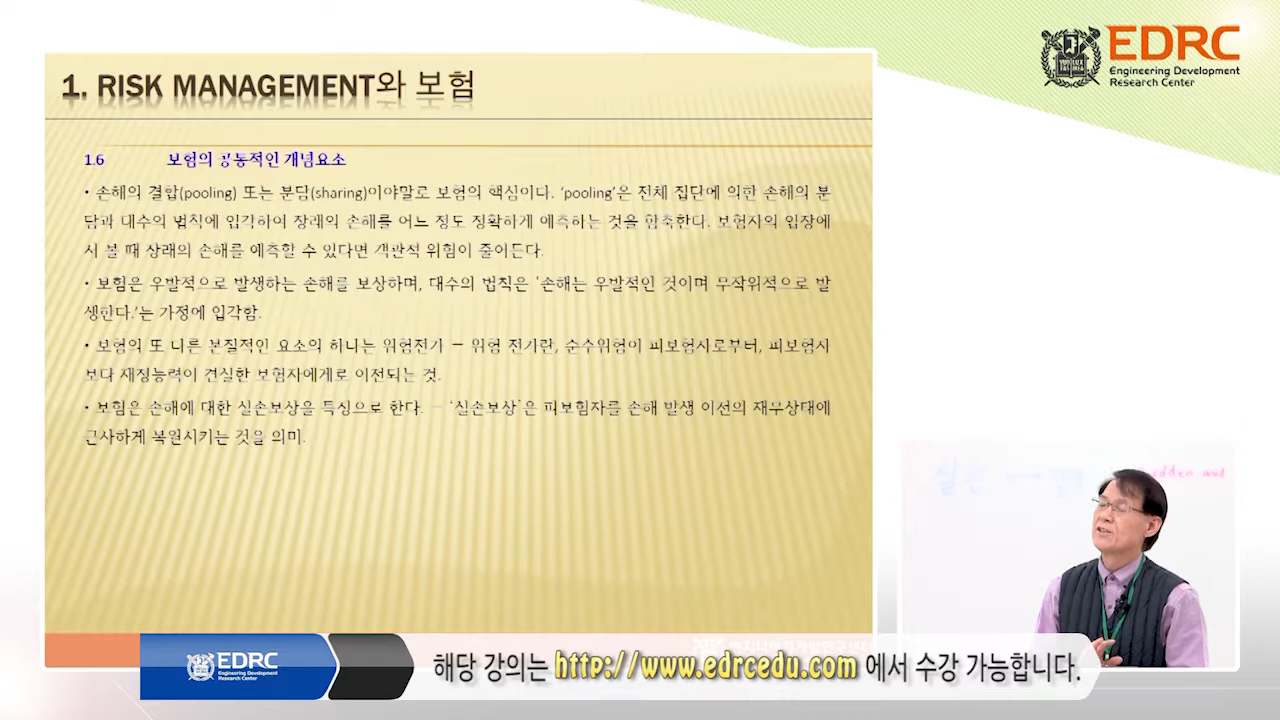 EDRC
Engineering Development
Research Center
1. RISK MANAGEMENT와 보험
1.6 보험의 공통적인 개념요소
• 손해의 결합(pooling) 또는 분담(sharing)이야말로 보험의 핵심이다. ‘pooling’은 전체 집단에 의한 손해의 분
담과 대수의 법칙에 입각하여 장래의 손해를 어느 정도 정확하게 예측하는 것을 함축한다. 보험자의 입장에
서 볼 때 장래의 손해를 예측할 수 있다면 객관적 위험이 줄어든다.
• 보험은 우발적으로 발생하는 손해를 보상하며, 대수의 법칙은 ‘손해는 우발적인 것이며 무작위적으로 발
생한다.’는 가정에 입각함.
• 보험의 또 다른 본질적인 요소의 하나는 위험전가 – 위험 전가란, 순수위험이 피보험자로부터, 피보험자
보다 재정능력이 견실한 보험자에게로 이전되는 것.
• 보험은 손해에 대한 실손보상을 특징으로 한다. – ‘실손보상’은 피보험자를 손해 발생 이전의 재무상태에
근사하게 복원시키는 것을 의미.
실손
EDRC
Engineering Development
Research Center
해당 강의는 http://www.edrcedu.com 에서 수강 가능합니다.